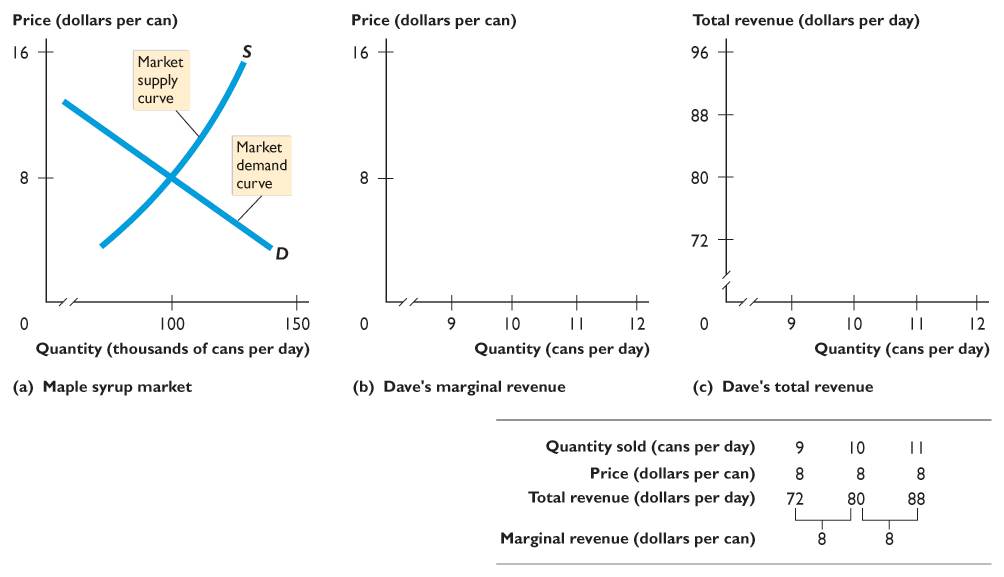 Price (dollars per can)
16
8
0
100
150
Quantity (thousands of cans per day)
S
Market
supply
curve
Market
demand
curve
D
(a) Maple syrup market
Price (dollars per can)
16
8
0
9
10
11
12
Quantity (cans per day)
(b) Dave's marginal revenue
Total revenue (dollars per day)
96
88
80
72
0
9
10
11
12
Quantity (cans per day)
(c) Dave's total revenue
Quantity sold (cans per day) 9 10 11
Price (dollars per can) 8 8 8
Total revenue (dollars per day) 72 80 88
Marginal revenue (dollars per can) 8 8